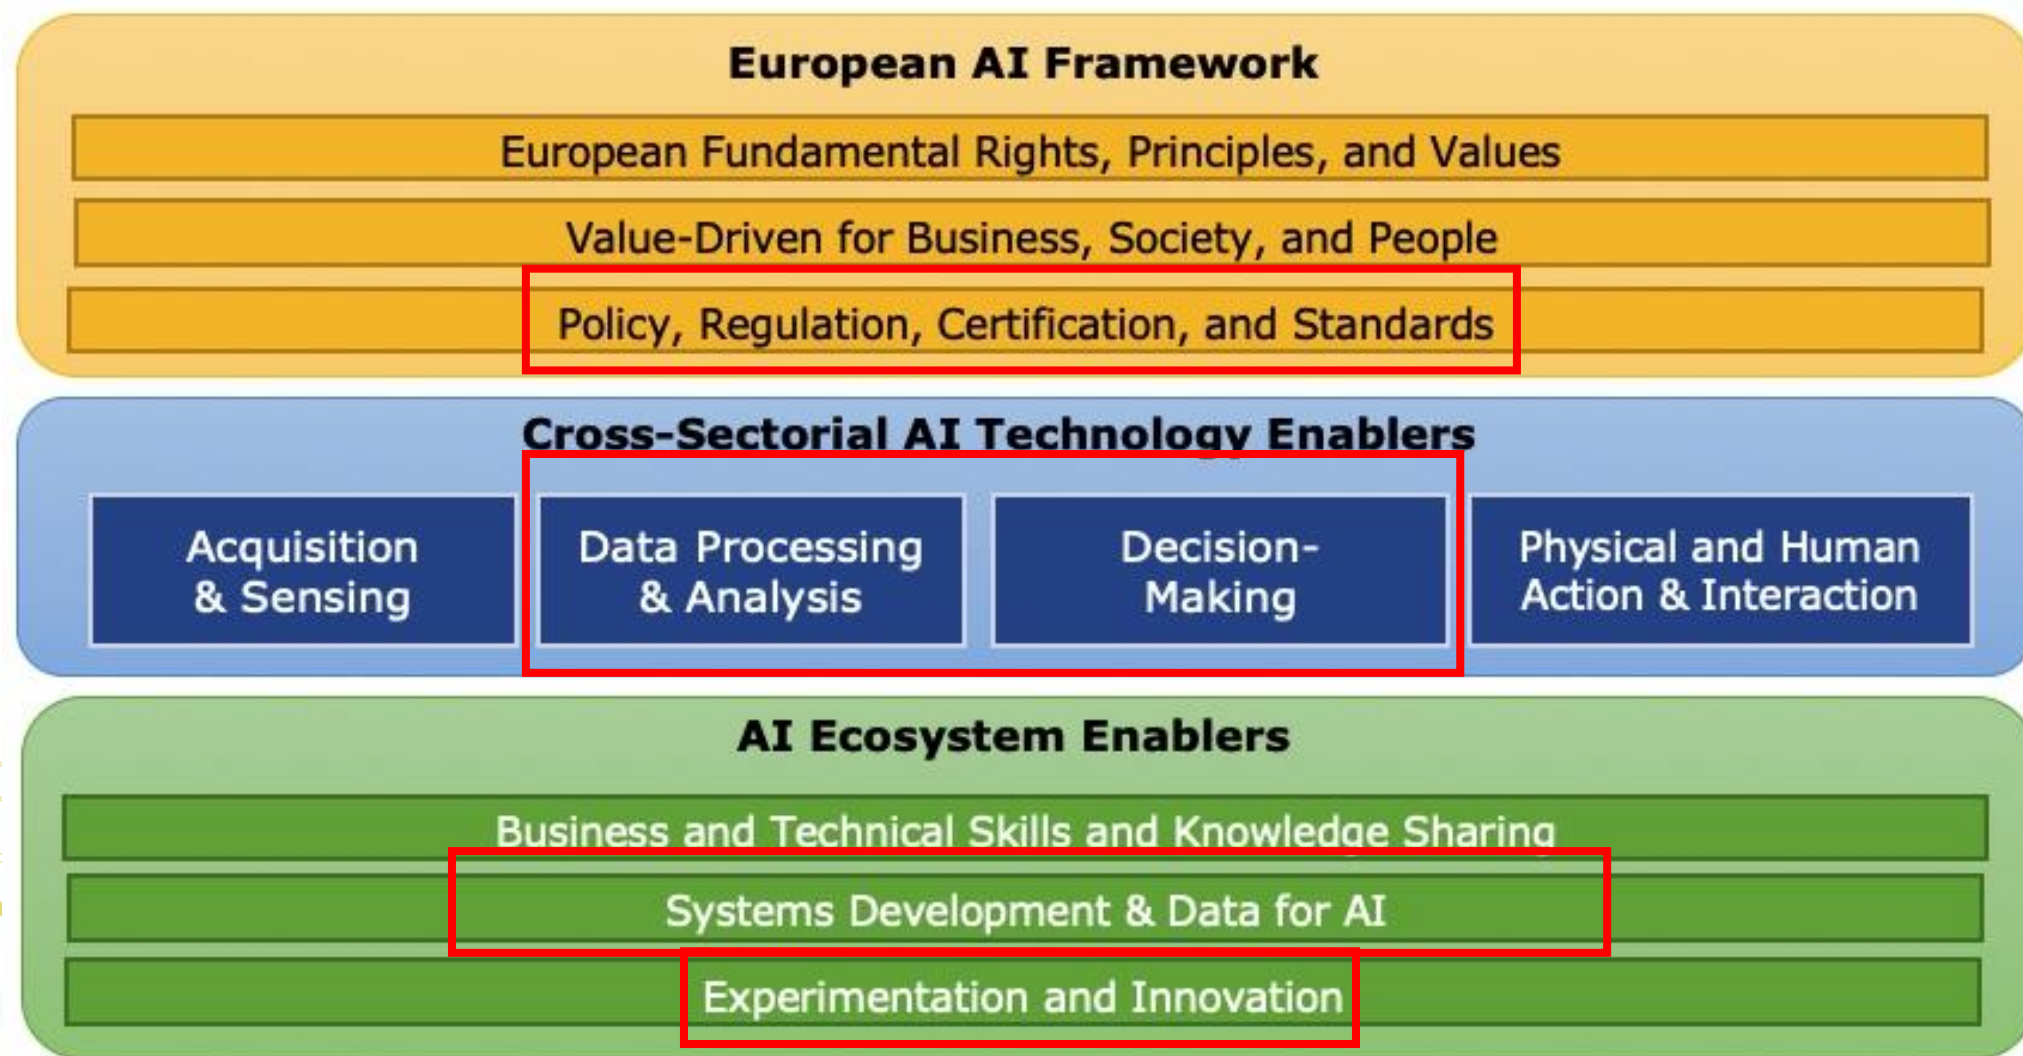 European AI Framework
European Fundamental Rights, Principles, and Values
Value-Driven for Business, Society, and People
Policy, Regulation, Certification, and Standards
Cross-Sectorial AI Technology Enablers
Acquisition
& Sensing
Data Processing
& Analysis
Decision-
Making
Physical and Human
Action & Interaction
AI Ecosystem Enablers
Business and Technical Skills and Knowledge Sharing
Systems Development & Data for AI
Experimentation and Innovation